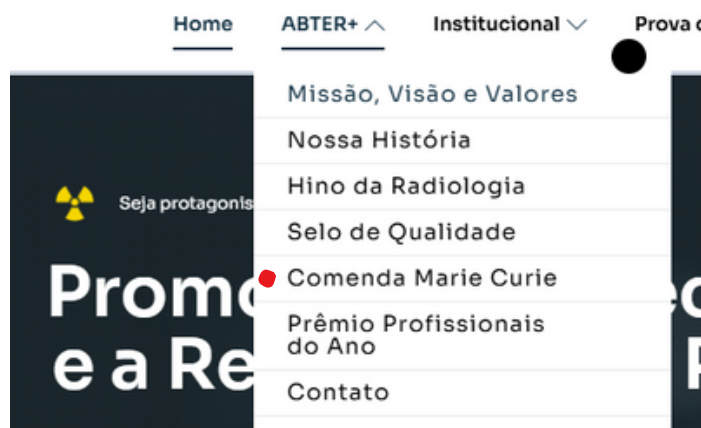 Home ABTER+ Institucional Prova
Missão, Visão e Valores
Nossa História
Hino da Radiologia
Seja protagonis
Selo de Qualidade
Comenda Marie Curie
Promo
Prêmio Profissionais
do Ano
e a Re
Contato